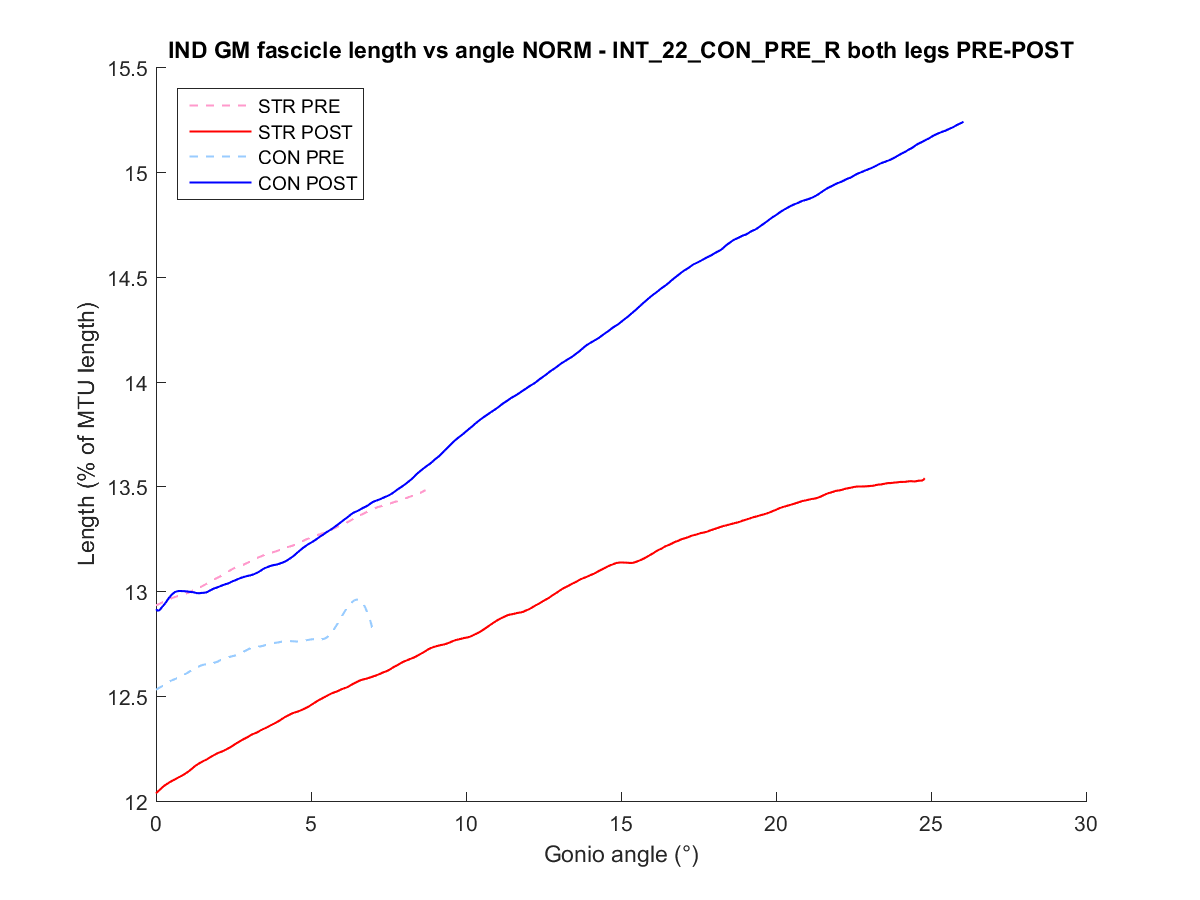 IND GM fascicle length vs angle NORM - INT_22_CON_PRE_R both legs PRE-POST
15.5
15
14.5
14
13.5
13
12.5
12
Length (% of MTU length)
STR PRE
STR POST
CON PRE
CON POST
0 5 10 15 20 25 30
Gonio angle (°)